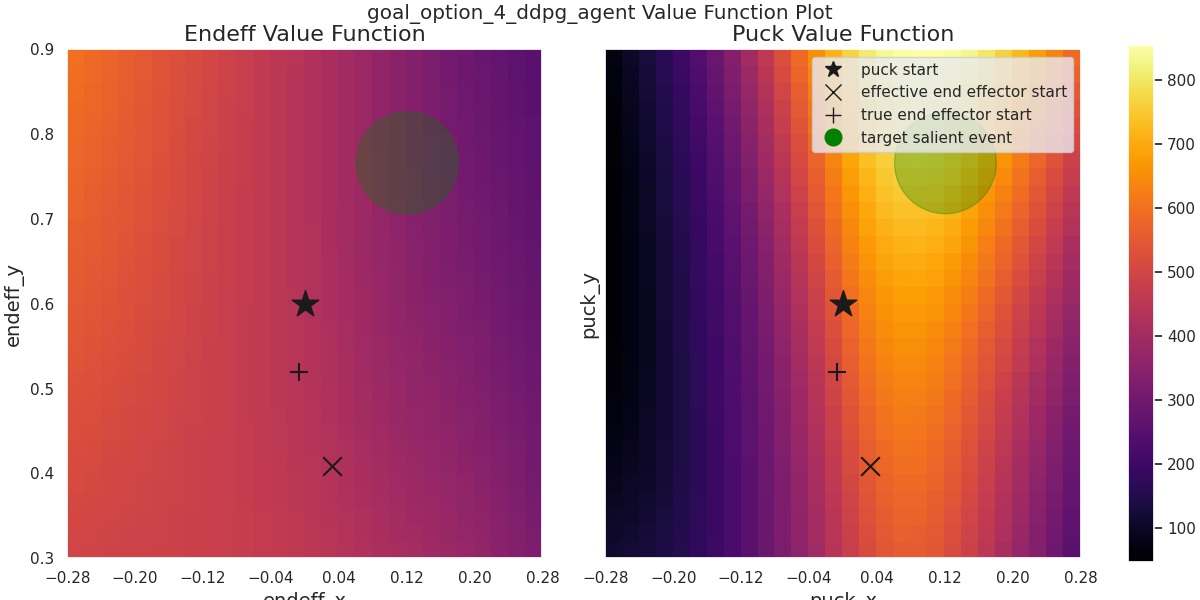 goal_option_4_ddpg_agent Value Function Plot
Endeff Value Function
Puck Value Function
endeff_y
0.9
0.8
0.7
0.6
0.5
0.4
0.3
−0.28 −0.20 −0.12 −0.04 0.04 0.12 0.20 0.28
endeff_x
puck_y
puck start
effective end effector start
true end effector start
target salient event
−0.28 −0.20 −0.12 −0.04 0.04 0.12 0.20 0.28
puck_x
800
700
600
500
400
300
200
100